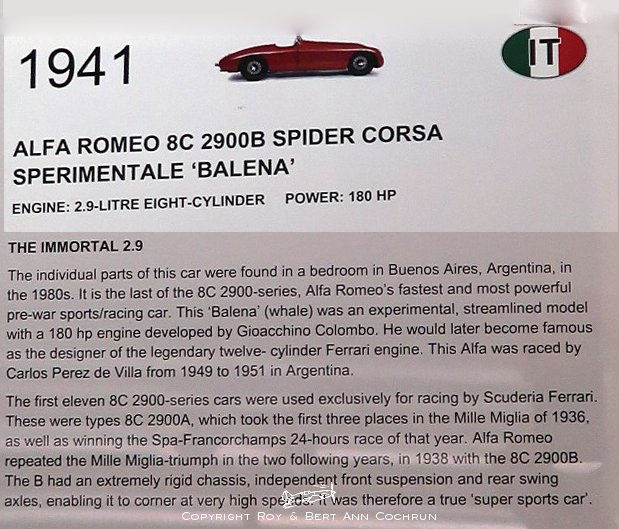 1941
IT
ALFA ROMEO 8C 2900B SPIDER CORSA
SPERIMENTALE ‘BALENA’
ENGINE: 2.9-LITRE EIGHT-CYLINDER POWER: 180 HP
THE IMMORTAL 2.9
The individual parts of this car were found in a bedroom in Buenos Aires, Argentina, in
the 1980s. It is the last of the 8C 2900-series, Alfa Romeo’s fastest and most powerful
pre-war sports/racing car. This ‘Balena’ (whale) was an experimental, streamlined model
with a 180 hp engine developed by Gioacchino Colombo. He would later become famous
as the designer of the legendary twelve- cylinder Ferrari engine. This Alfa was raced by
Carlos Perez de Villa from 1949 to 1951 in Argentina.
The first eleven 8C 2900-series cars were used exclusively for racing by Scuderia Ferrari.
These were types 8C 2900A, which took the first three places in the Mille Miglia of 1936,
as well as winning the Spa-Francorchamps 24-hours race of that year. Alfa Romeo
repeated the Mille Miglia-triumph in the two following years, in 1938 with the 8C 2900B.
The B had an extremely rigid chassis, independent front suspension and rear swing
axles, enabling it to corner at very high was therefore a true ‘super sports car’.
Copyright Roy & Bert Ann Cochrun